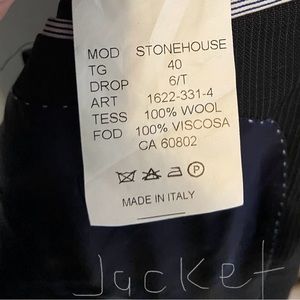 MOD STONEHOUSE
TG 40
DROP 6/T
ART 1622-331-4
TESS 100% WOOL
FOD 100% VISCOSA
CA 60802
MADE IN ITALY
Jacket